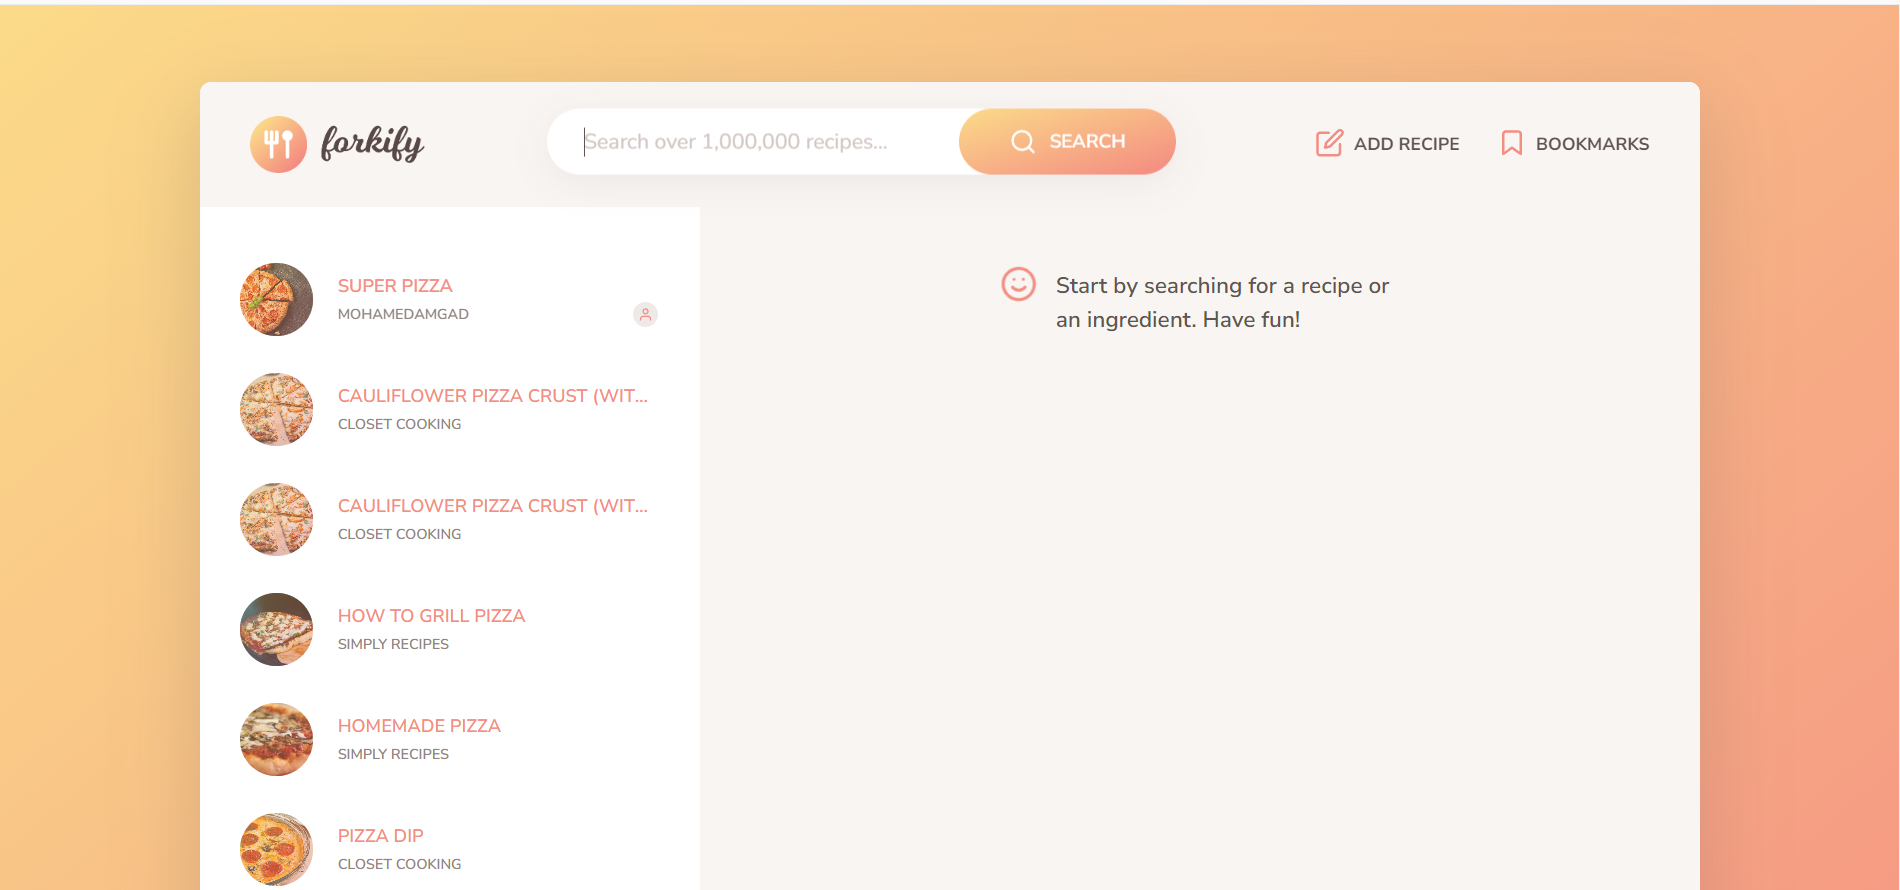 forkify
Search over 1,000,000 recipes...
SEARCH
ADD RECIPE
BOOKMARKS
SUPER PIZZA
MOHAMEDAMGAD
CAULIFLOWER PIZZA CRUST (WIT...
CLOSET COOKING
CAULIFLOWER PIZZA CRUST (WIT...
CLOSET COOKING
HOW TO GRILL PIZZA
SIMPLY RECIPES
HOMEMADE PIZZA
SIMPLY RECIPES
PIZZA DIP
CLOSET COOKING
Start by searching for a recipe or
an ingredient. Have fun!